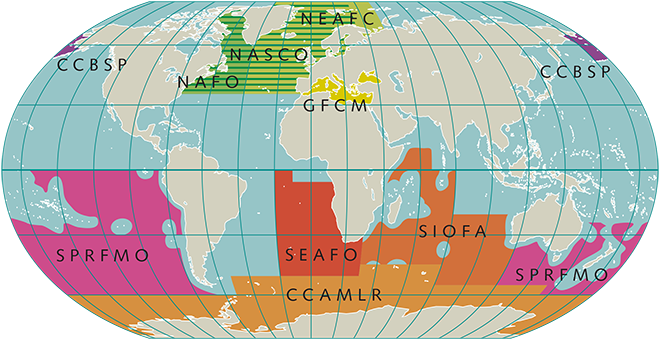 NEAFC
NASCO
CCBSP
CCBSP
NAFO
GFCM
SIOFA
SPRFMO
SEAFO
SPRFMO
CCAMLR